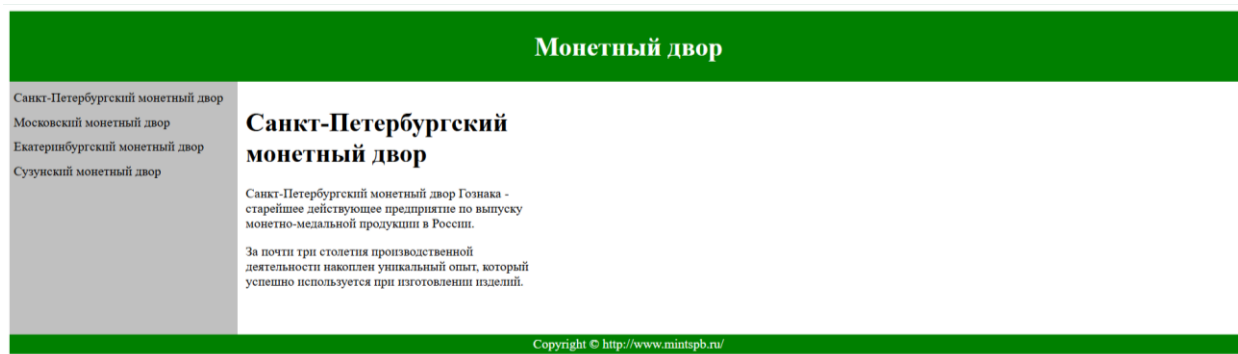 Монетный двор
Санкт-Петербургский монетный двор
Московский монетный двор
Екатеринбургский монетный двор
Сузунский монетный двор
Санкт-Петербургский
монетный двор
Санкт-Петербургский монетный двор Гознака -
старейшее действующее предприятие по выпуску
монетно-медальной продукции в России.
За почти три столетия производственной
деятельности накоплен уникальный опыт, который
успешно используется при изготовлении изделий.
Copyright © http://www.mintspb.ru/